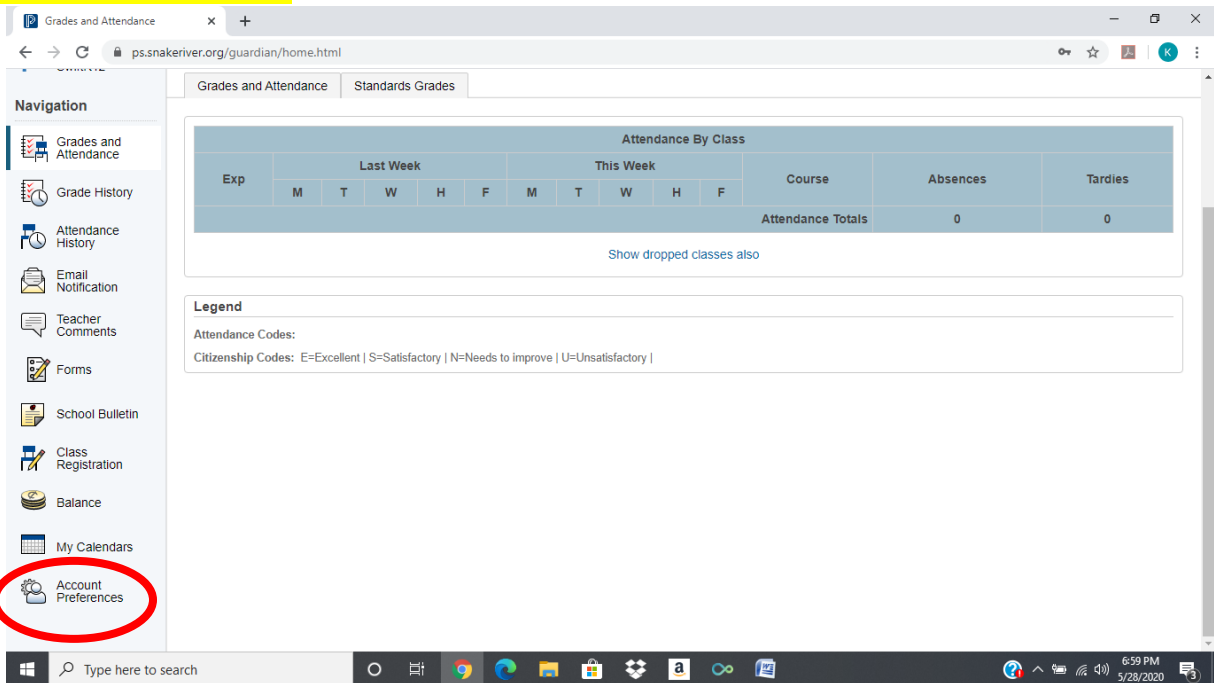 Grades and Attendance
ps.snakeriver.org/guardian/home.html
K
Grades and Attendance
Standards Grades
Navigation
Grades and
Attendance
Grade History
Attendance
History
Email
Notification
Teacher
Comments
Forms
School Bulletin
Class
Registration
Balance
My Calendars
Account
Preferences
Attendance By Class
Exp
Last Week
This Week
Course
Absences
Tardies
M T W H F M T W H F
Attendance Totals 0 0
Show dropped classes also
Legend
Attendance Codes:
Citizenship Codes: E=Excellent | S=Satisfactory | N=Needs to improve | U=Unsatisfactory |
Type here to search
a
6:59 PM
5/28/2020
3